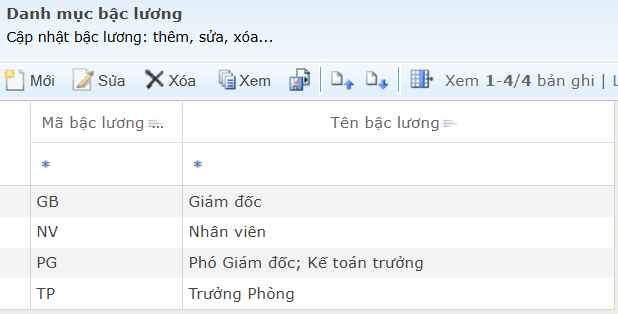 Danh mục bậc lương
Cập nhật bậc lương: thêm, sửa, xóa...
Mới Sửa Xóa Xem Xem 1-4/4 bản ghi | L
Mã bậc lương ... Tên bậc lương
* *
GB Giám đốc
NV Nhân viên
PG Phó Giám đốc; Kế toán trưởng
TP Trưởng Phòng